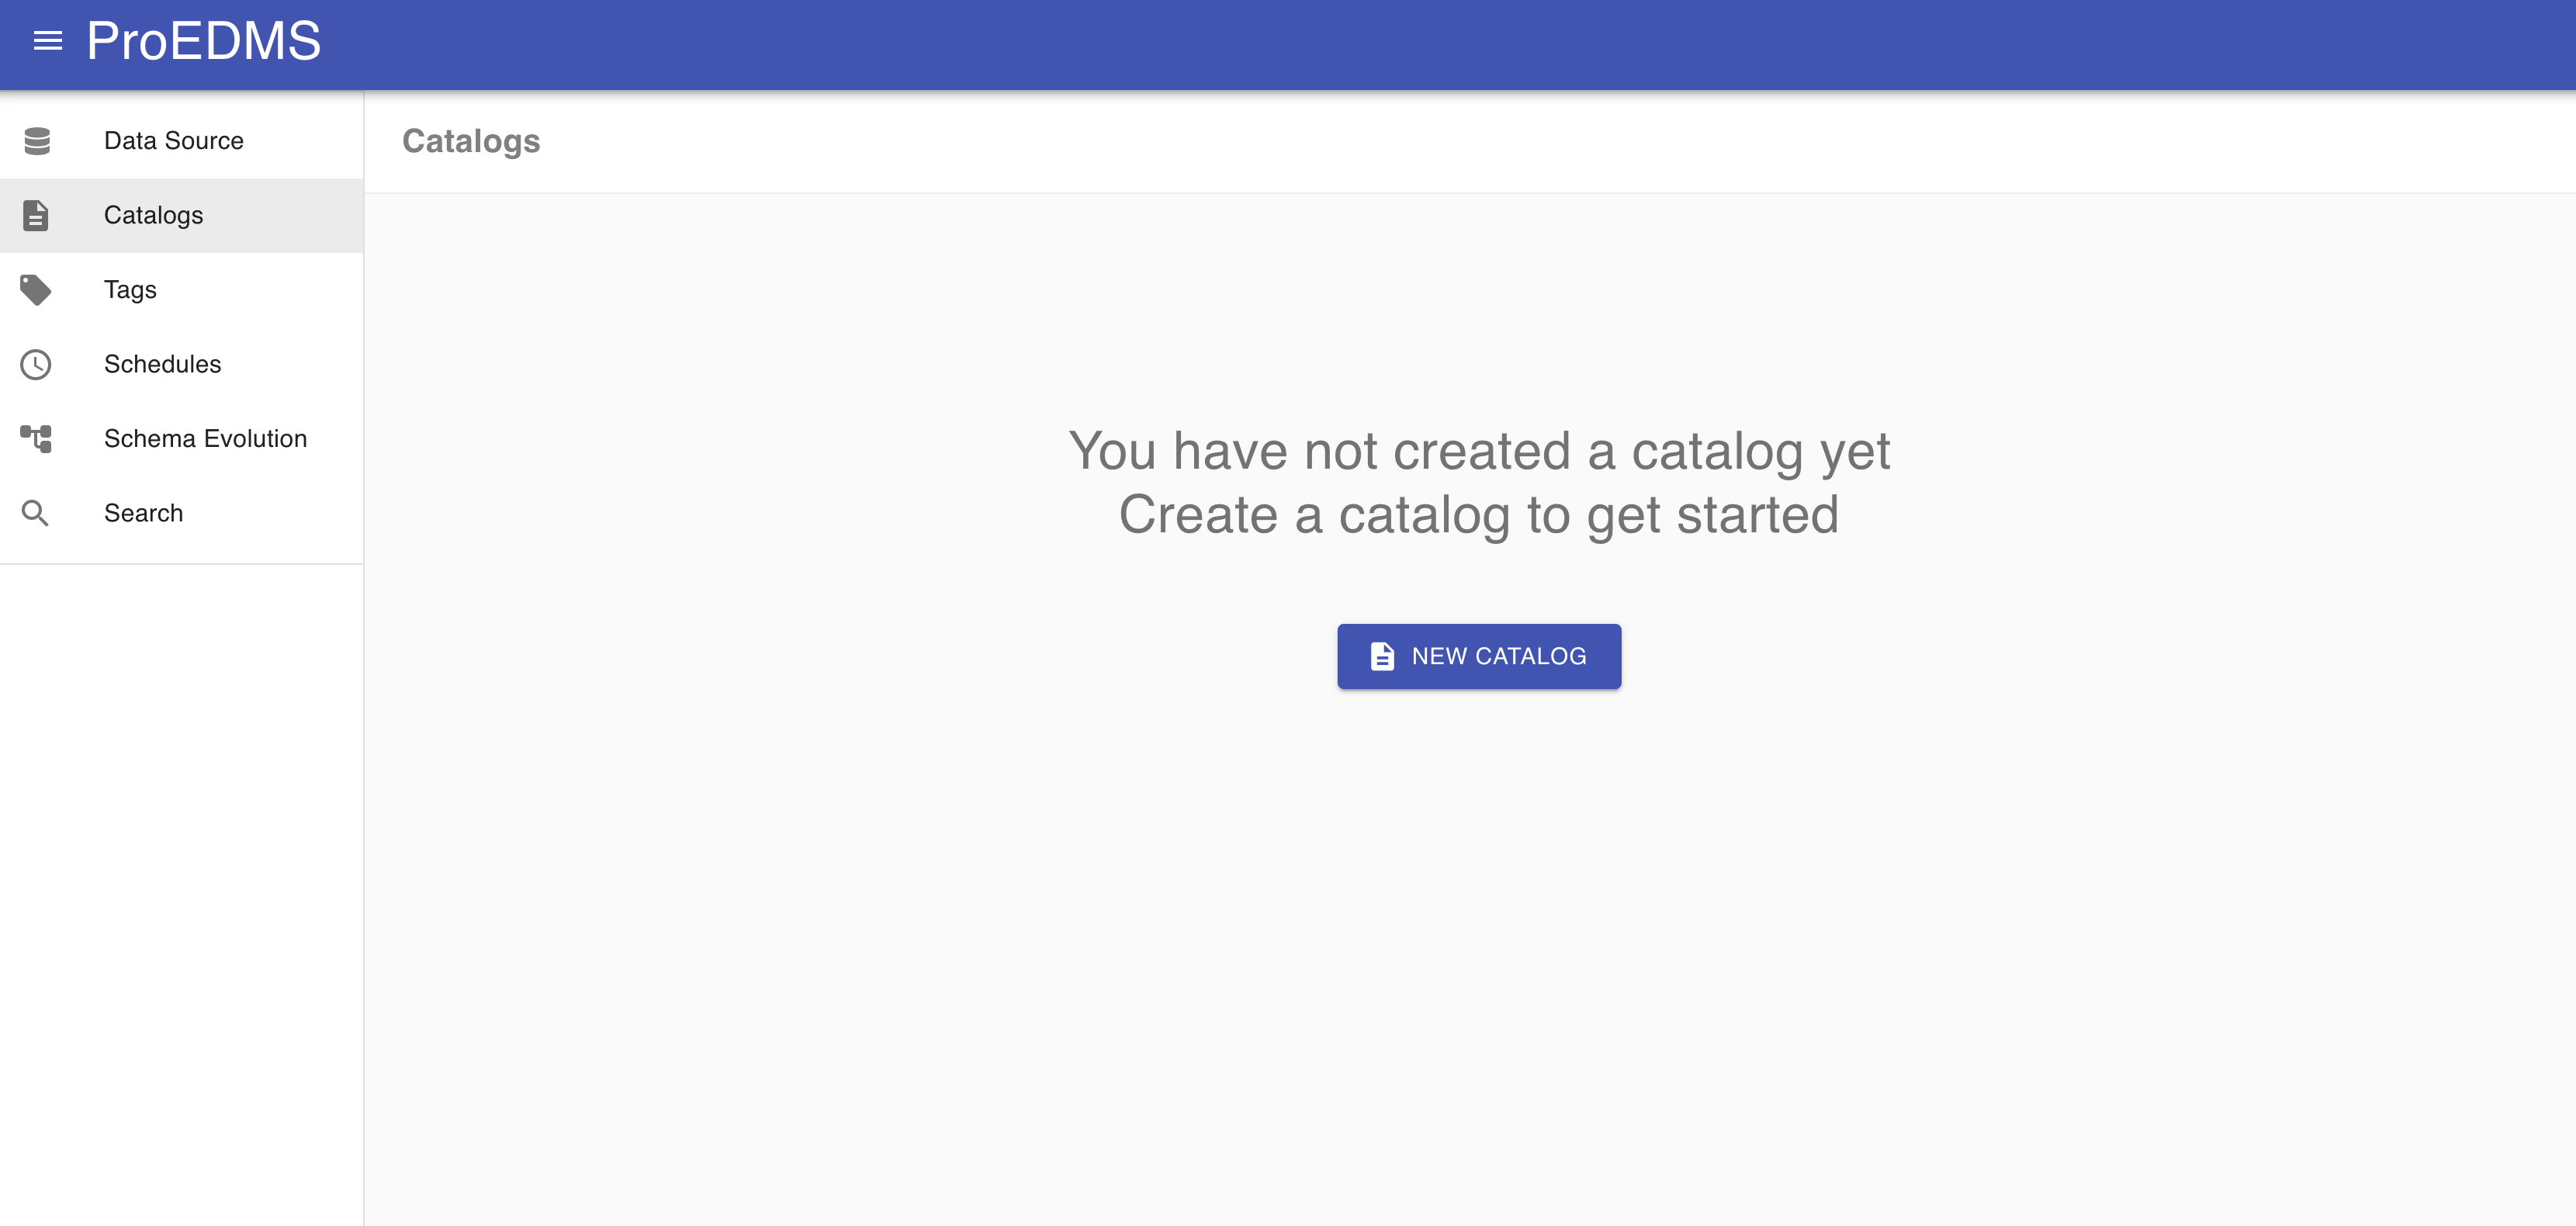 ProEDMS
Data Source
Catalogs
Tags
Schedules
Schema Evolution
Search
Catalogs
You have not created a catalog yet
Create a catalog to get started
NEW CATALOG